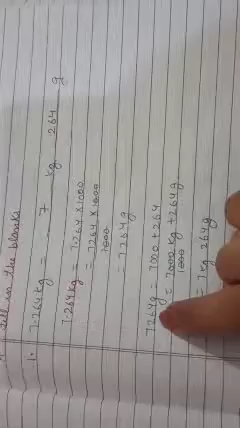 Fill in the blanks
1. 7.264 kg = 7 kg 264 g
7.264 kg = 7.264 × 1000
= 7264 × 1000
1000
= 7264 g
7264 g = 7000 + 264
= 7000 kg + 264 g
1000
= 7 kg 264 g